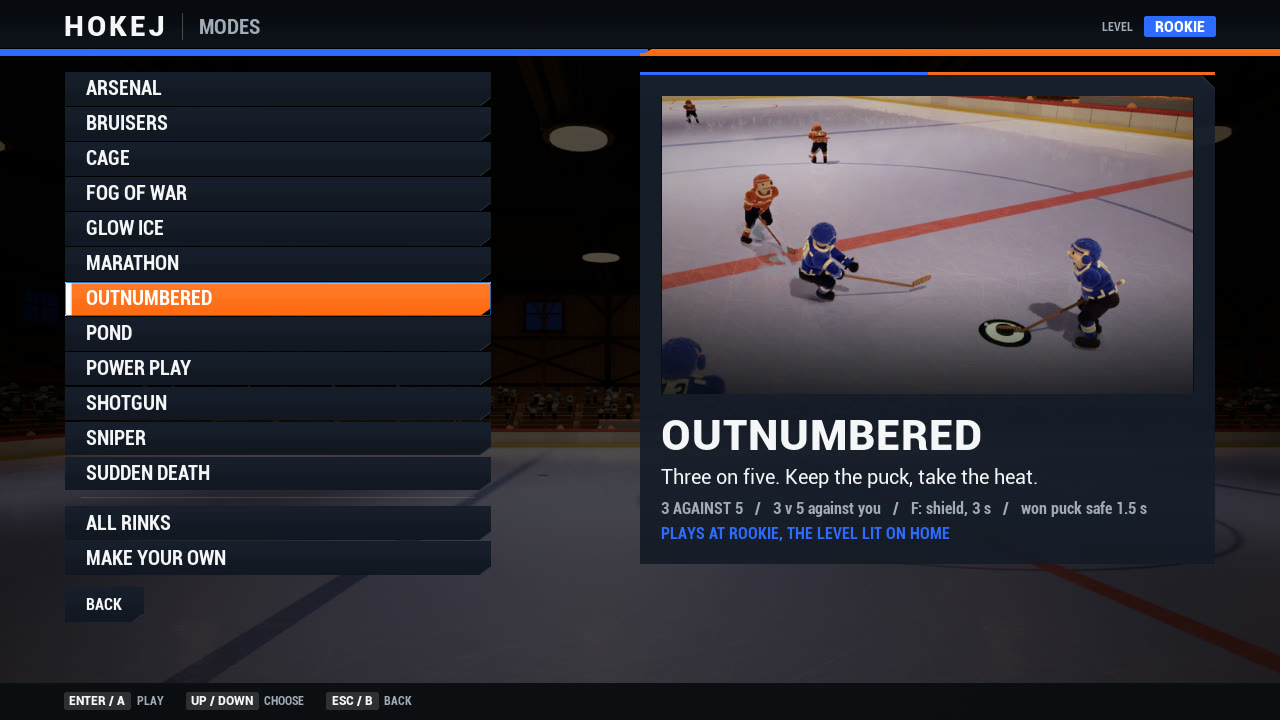 HOKEJ
MODES
LEVEL ROOKIE
ARSENAL
BRUISERS
CAGE
FOG OF WAR
GLOW ICE
MARATHON
OUTNUMBERED
POND
POWER PLAY
SHOTGUN
SNIPER
SUDDEN DEATH
ALL RINKS
MAKE YOUR OWN
BACK
OUTNUMBERED
Three on five. Keep the puck, take the heat.
3 AGAINST 5 / 3 v 5 against you / F: shield, 3 s / won puck safe 1.5 s
PLAYS AT ROOKIE, THE LEVEL LIT ON HOME
ENTER / A PLAY UP / DOWN CHOOSE ESC / B BACK